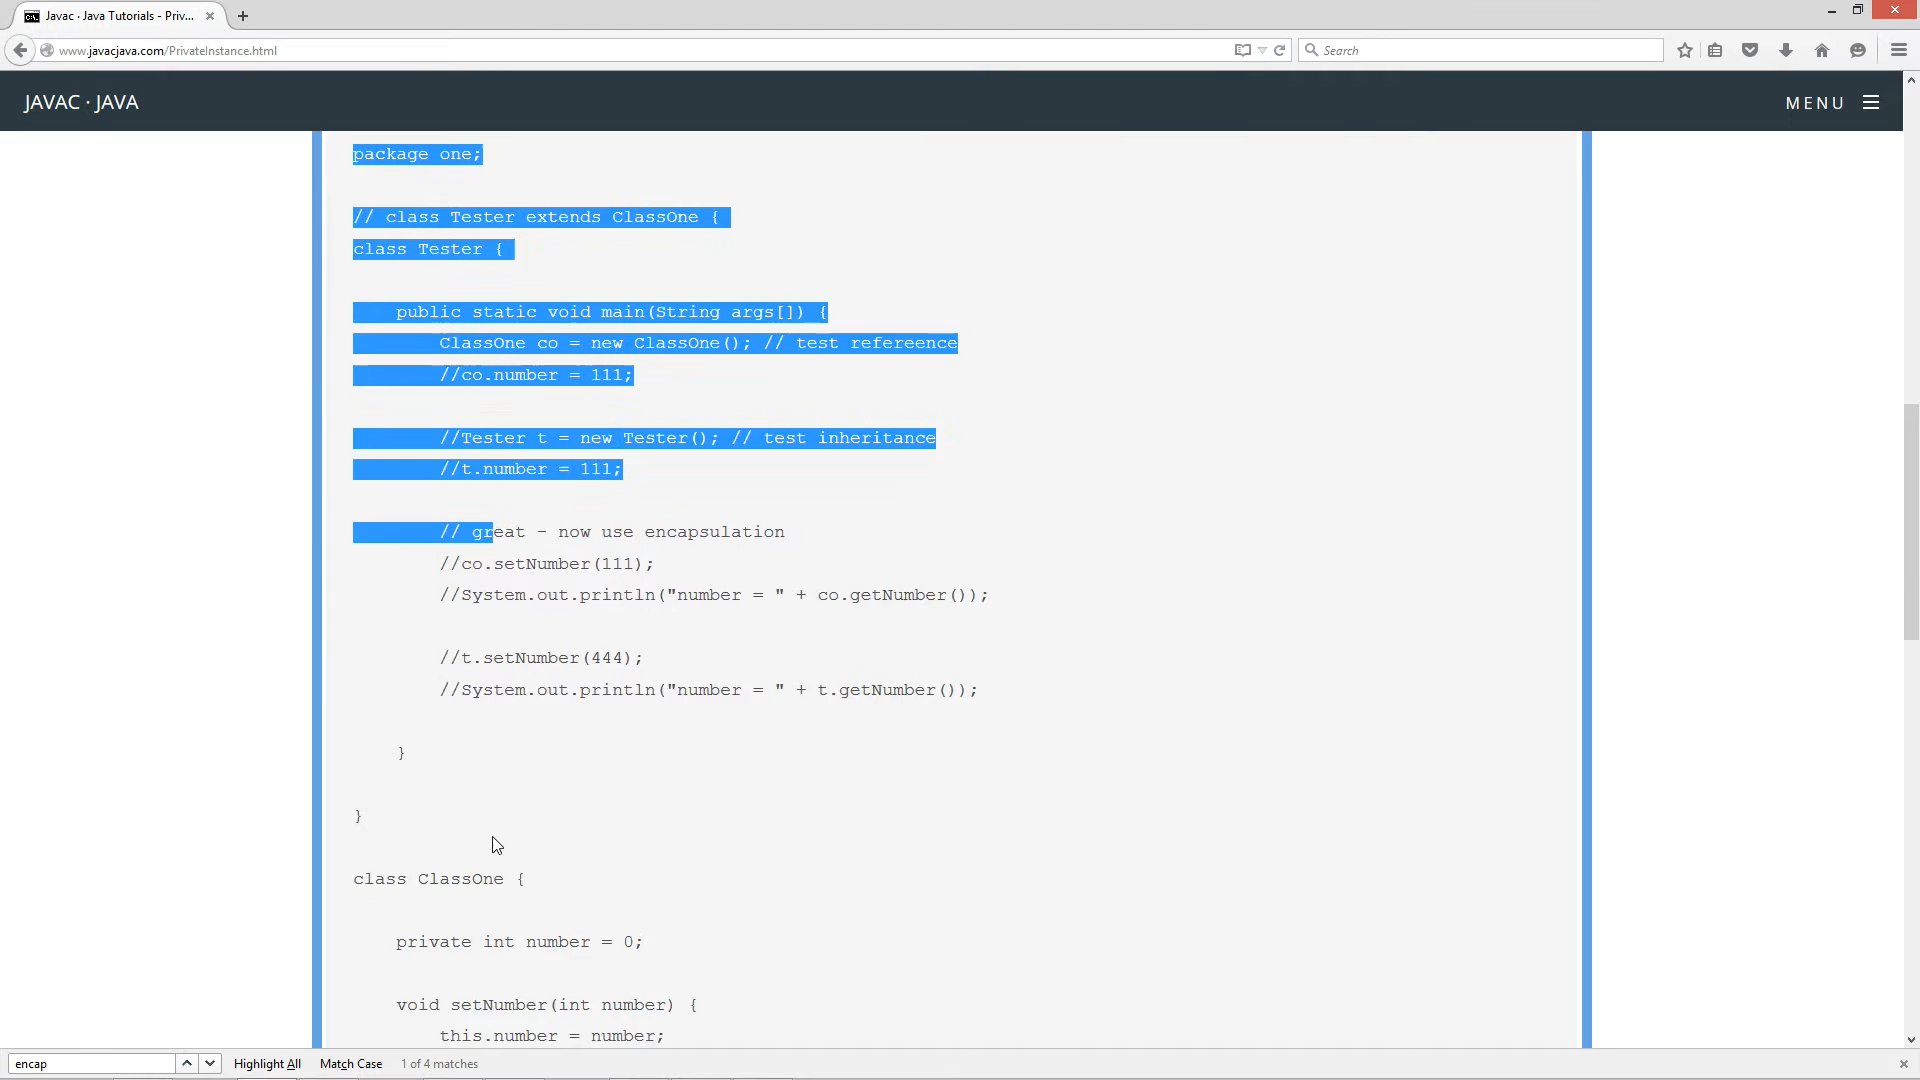 Javac · Java Tutorials - Priv...
www.javacjava.com/PrivateInstance.html
Search
JAVAC · JAVA
MENU
package one;
// class Tester extends ClassOne {
class Tester {
public static void main(String args[]) {
ClassOne co = new ClassOne(); // test refereence
//co.number = 111;
//Tester t = new Tester(); // test inheritance
//t.number = 111;
// great - now use encapsulation
//co.setNumber(111);
//System.out.println("number = " + co.getNumber());
//t.setNumber(444);
//System.out.println("number = " + t.getNumber());
}
}
class ClassOne {
private int number = 0;
void setNumber(int number) {
this.number = number;
encap
Highlight All
Match Case
1 of 4 matches